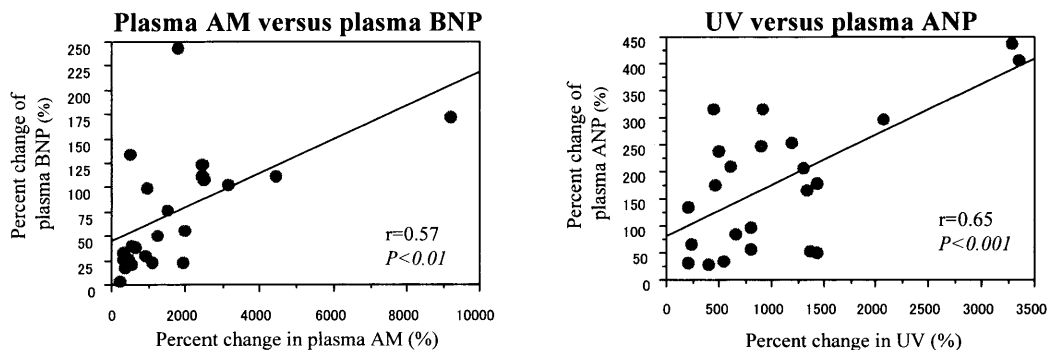 Plasma AM versus plasma BNP
Percent change of
plasma BNP (%)
250
225
200
175
150
125
100
75
50
25
0
r=0.57
P<0.01
0 2000 4000 6000 8000 10000
Percent change in plasma AM (%)
UV versus plasma ANP
Percent change of
plasma ANP (%)
450
400
300
250
200
150
100
50
0
r=0.65
P<0.001
0 500 1000 1500 2000 2500 3000 3500
Percent change in UV (%)